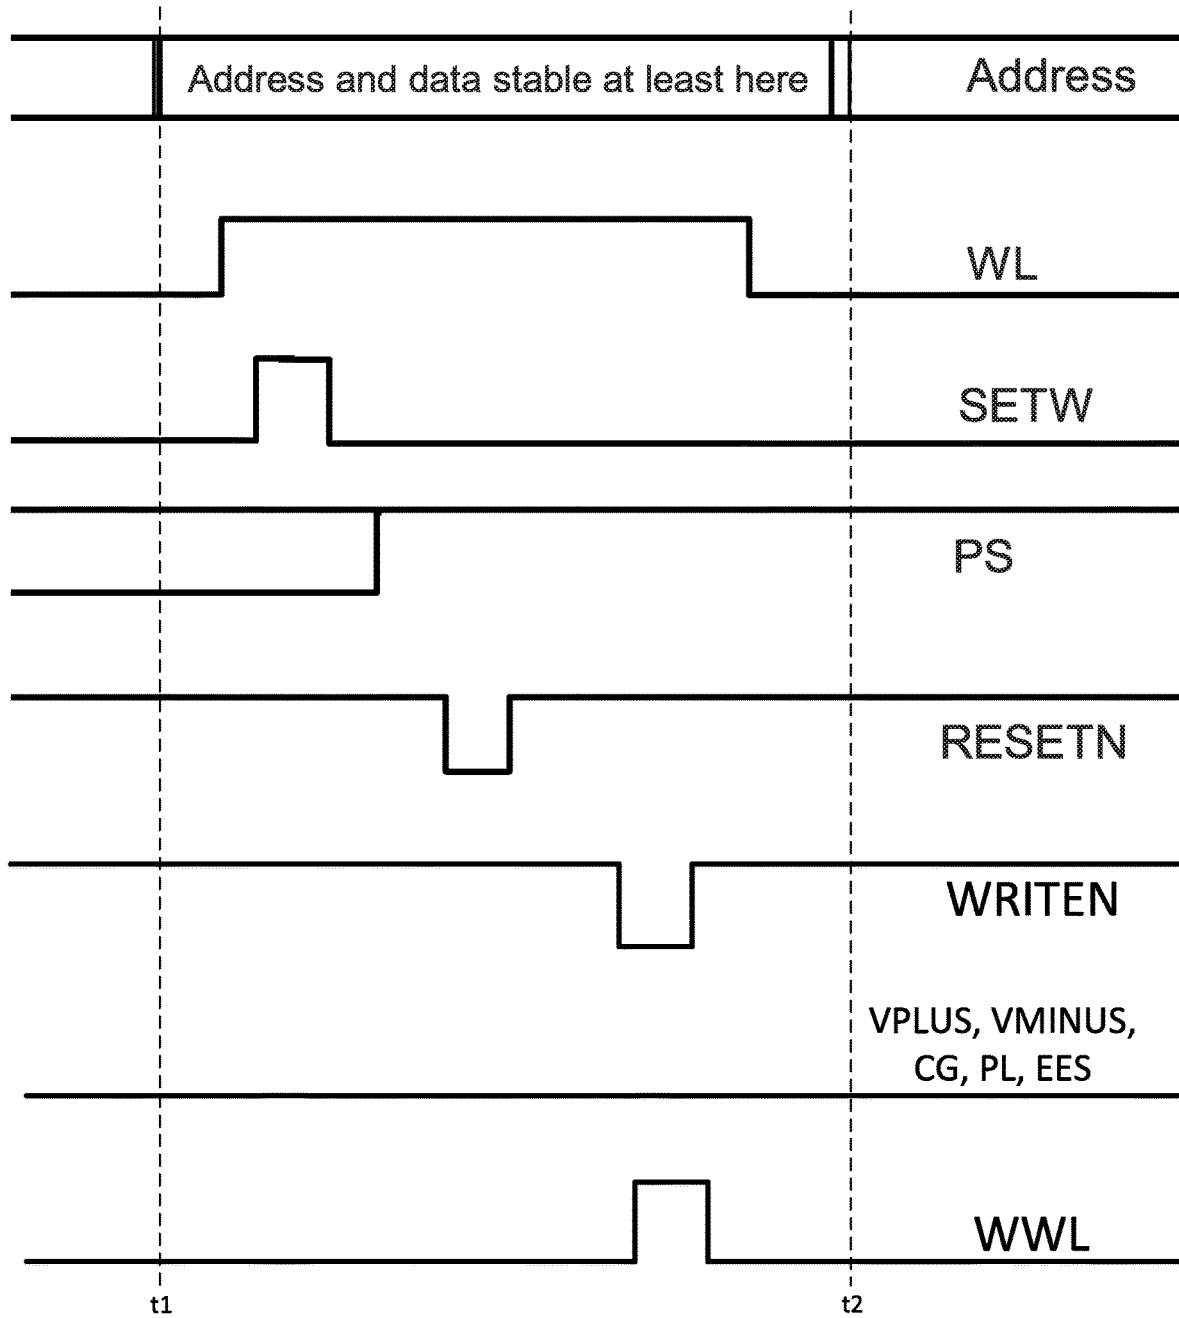 Address and data stable at least here
Address
WL
SETW
PS
RESETN
WRITEN
VPLUS, VMINUS,
CG, PL, EES
WWL
t1
t2